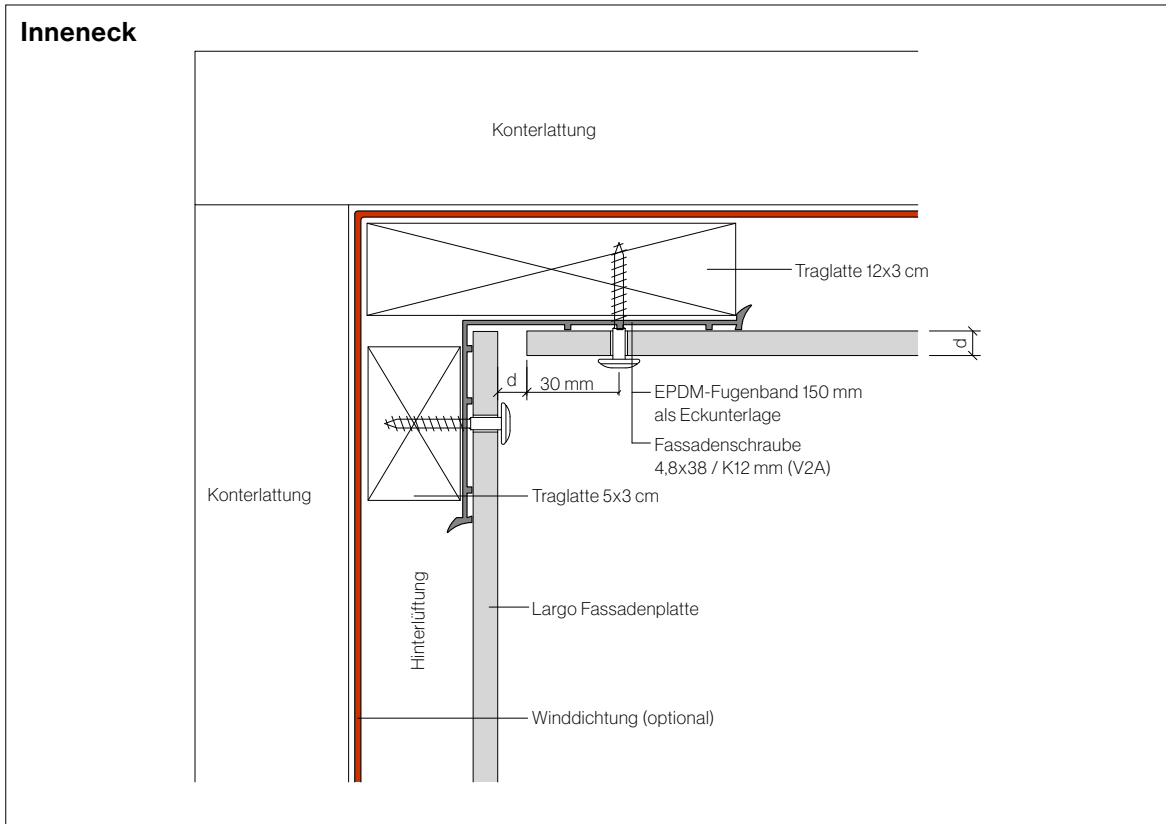 Inneneck
Konterlattung
Traglatte 12x3 cm
d
d
30 mm
EPDM-Fugenband 150 mm
als Eckunterlage
Fassadenschraube
4,8x38 / K12 mm (V2A)
Konterlattung
Traglatte 5x3 cm
Hinterlüftung
Largo Fassadenplatte
Winddichtung (optional)